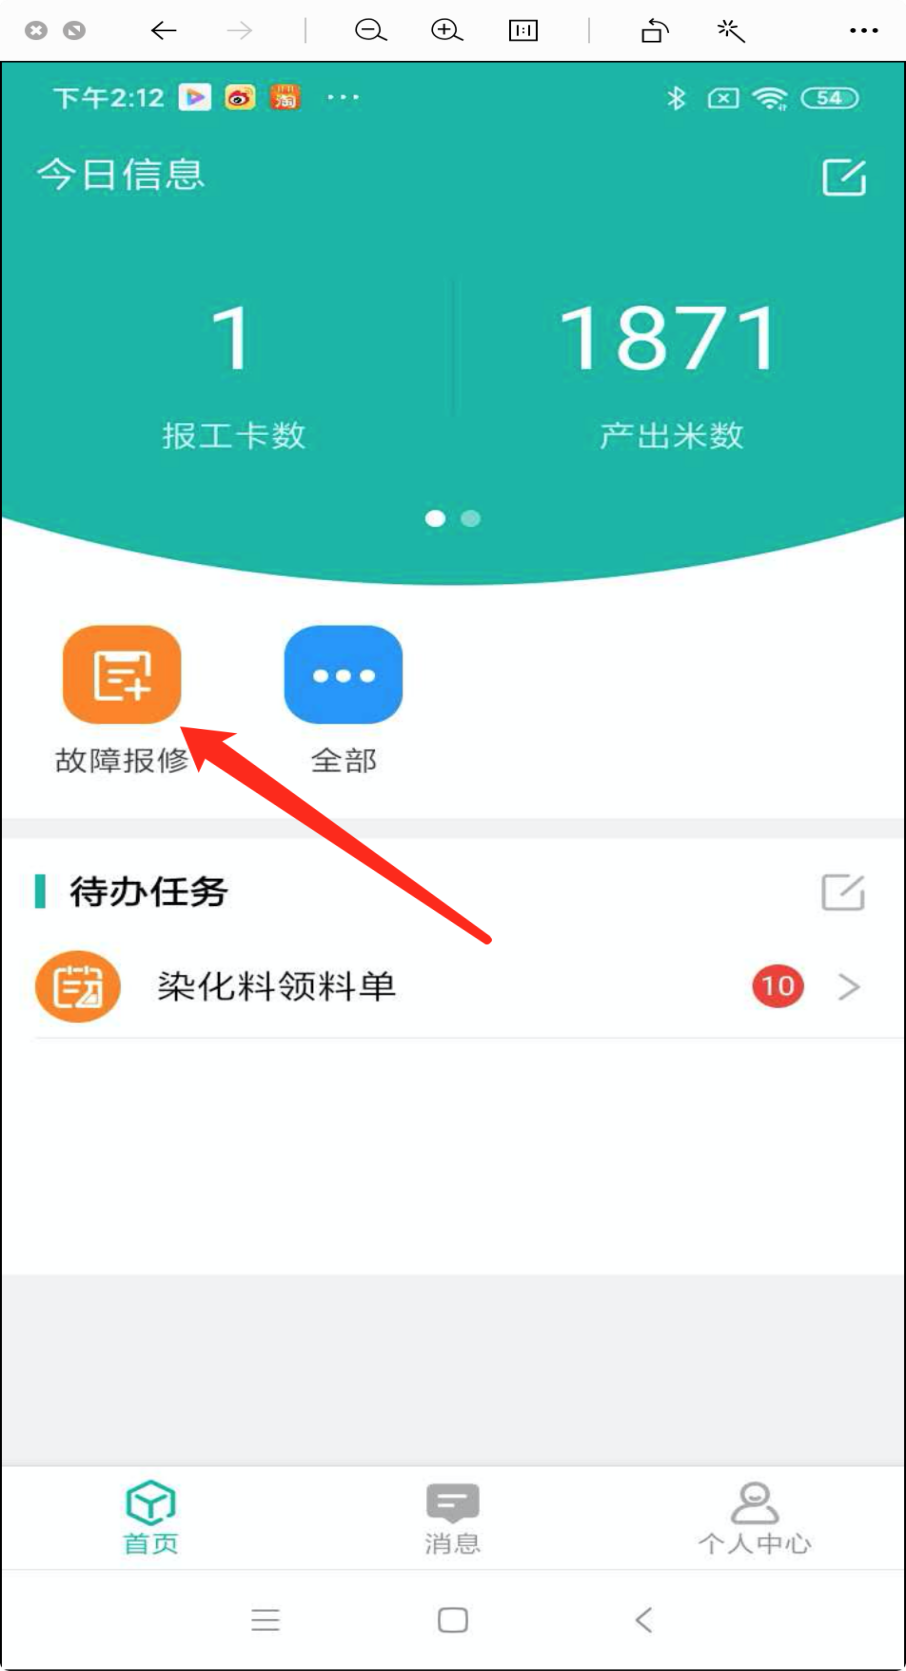 下午2:12
54
今日信息
1
1871
报工卡数
产出米数
故障报修
全部
待办任务
染化料领料单
10
首页
消息
个人中心